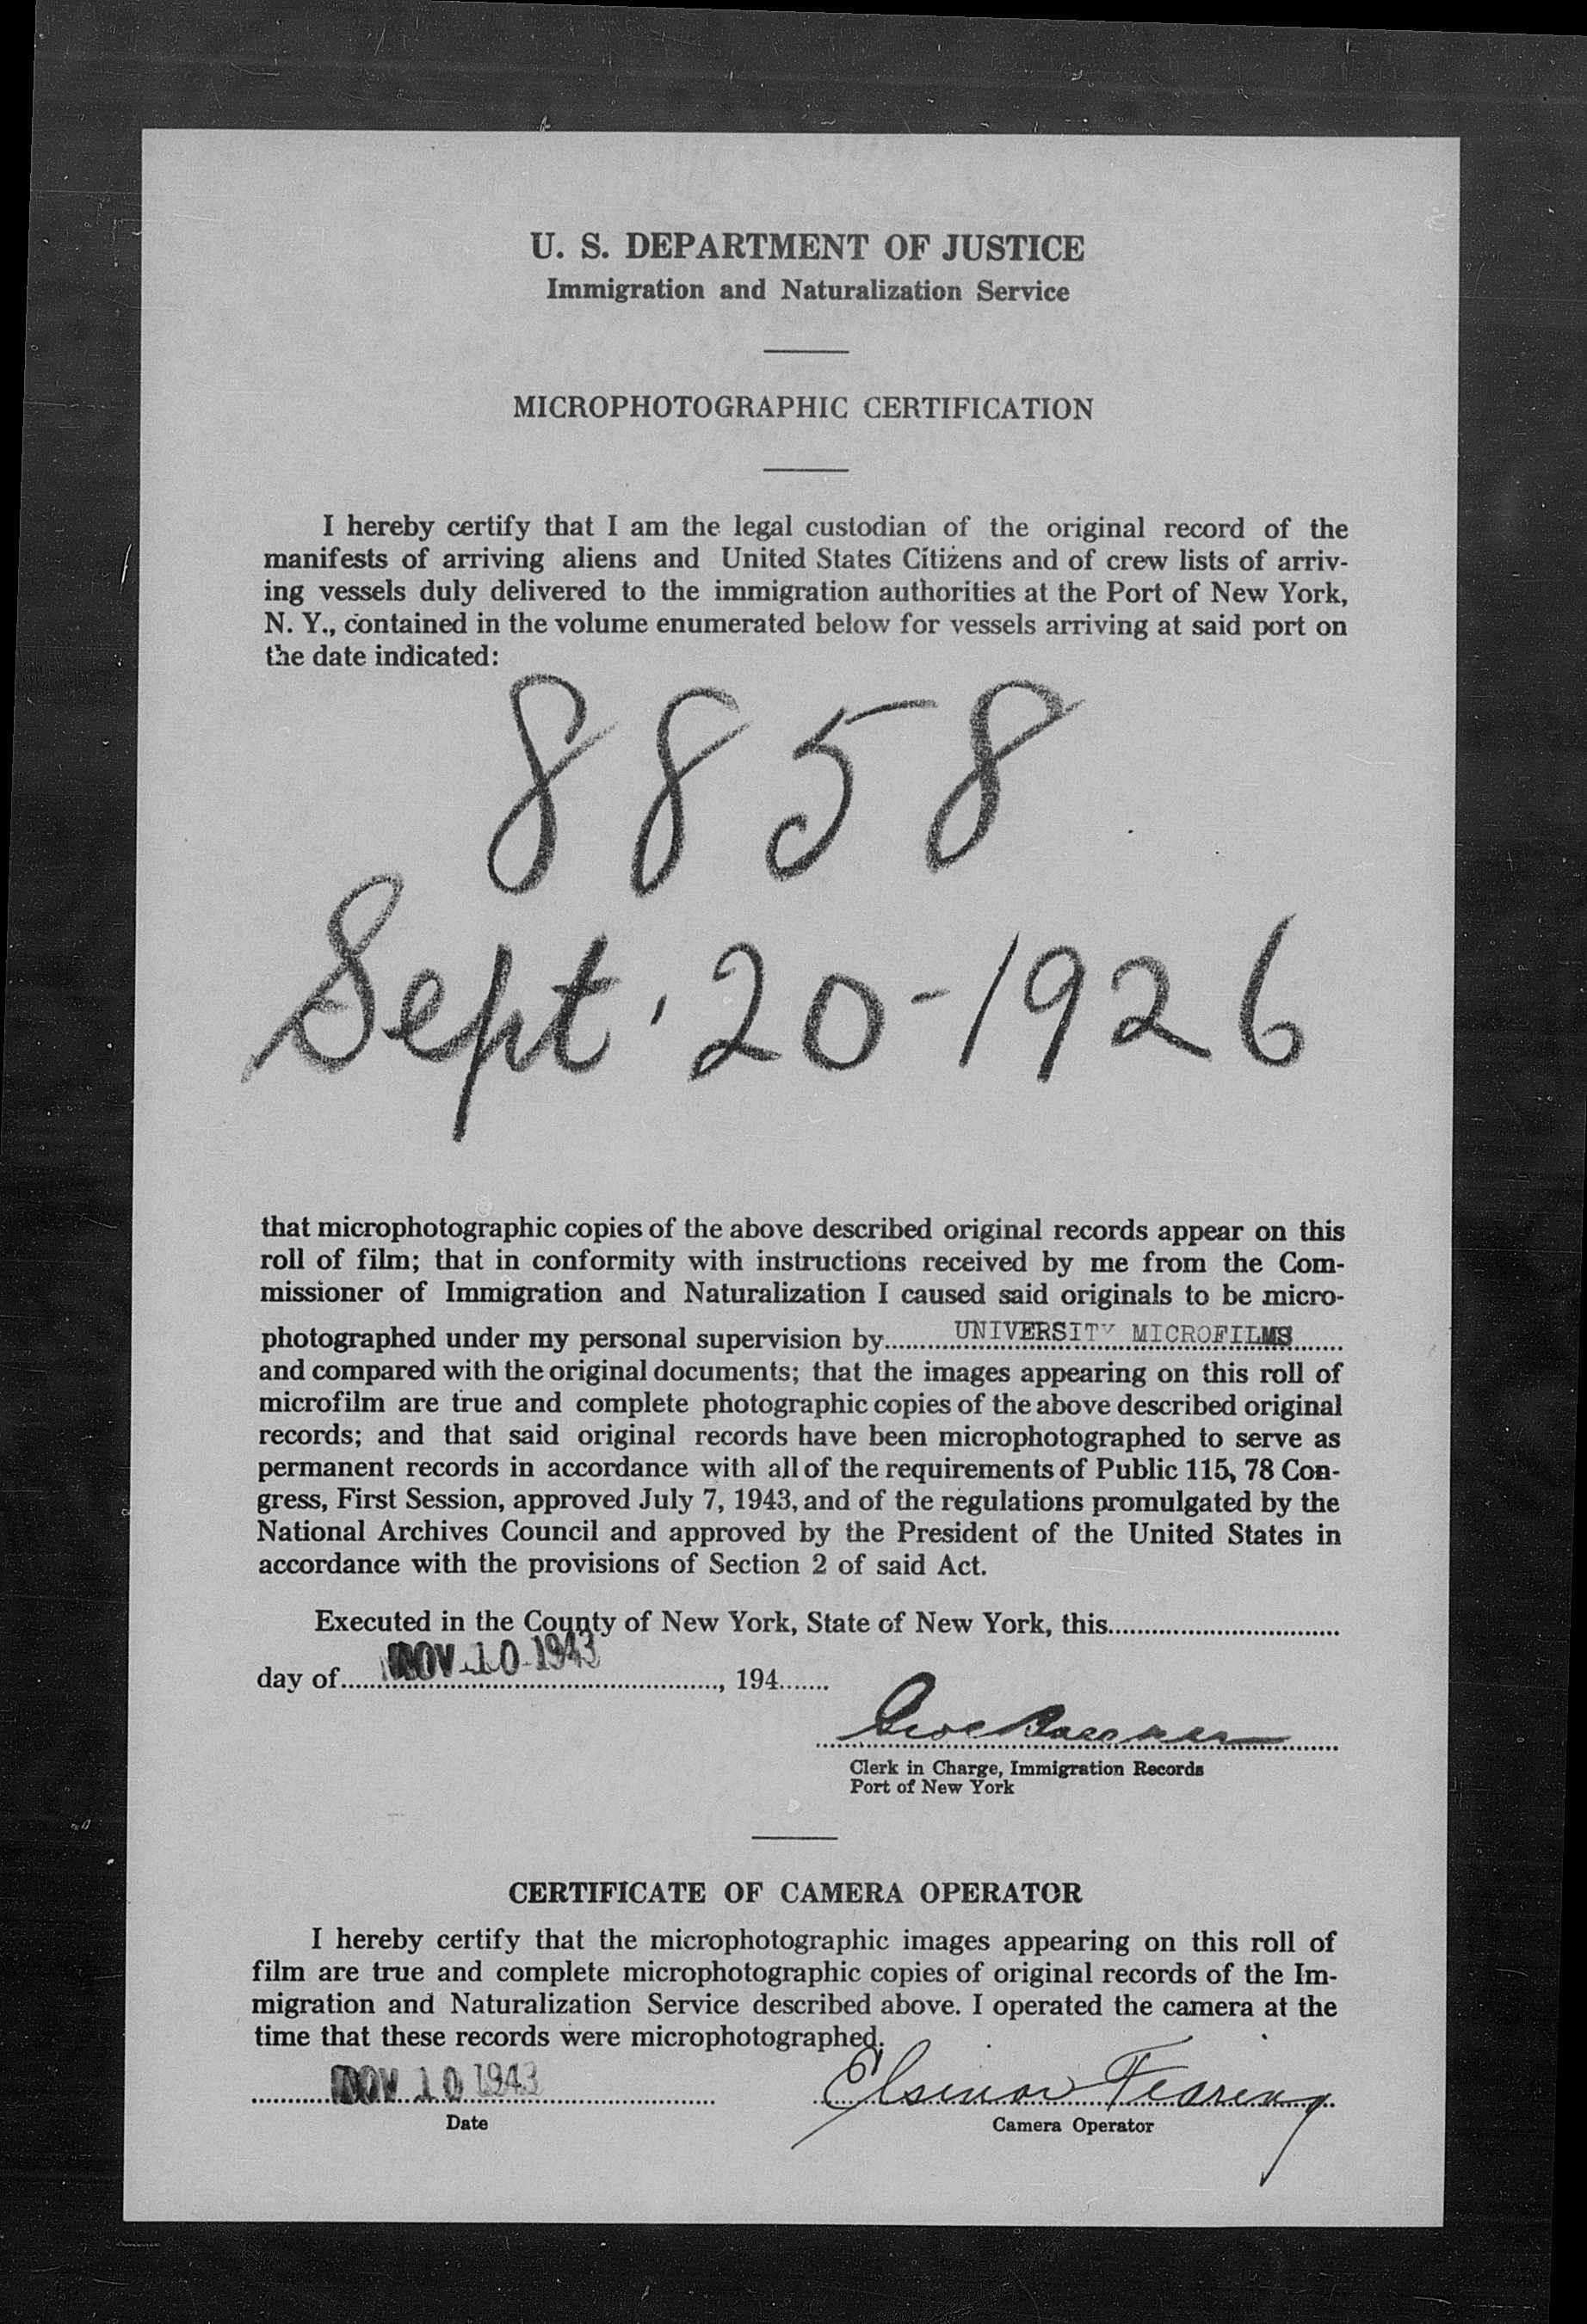 U. S. DEPARTMENT OF JUSTICE
Immigration and Naturalization Service
MICROPHOTOGRAPHIC CERTIFICATION
I hereby certify that I am the legal custodian of the original record of the
manifests of arriving aliens and United States Citizens and of crew lists of arriv-
ing vessels duly delivered to the immigration authorities at the Port of New York,
N. Y., contained in the volume enumerated below for vessels arriving at said port on
the date indicated:
8858
Sept. 20-1926
that microphotographic copies of the above described original records appear on this
roll of film; that in conformity with instructions received by me from the Com-
missioner of Immigration and Naturalization I caused said originals to be micro-
photographed under my personal supervision by UNIVERSITY MICROFILMS
and compared with the original documents; that the images appearing on this roll of
microfilm are true and complete photographic copies of the above described original
records; and that said original records have been microphotographed to serve as
permanent records in accordance with all of the requirements of Public 115, 78 Con-
gress, First Session, approved July 7, 1943, and of the regulations promulgated by the
National Archives Council and approved by the President of the United States in
accordance with the provisions of Section 2 of said Act.
Executed in the County of New York, State of New York, this
day of NOV 10 1943, 194
Clerk in Charge, Immigration Records
Port of New York
CERTIFICATE OF CAMERA OPERATOR
I hereby certify that the microphotographic images appearing on this roll of
film are true and complete microphotographic copies of original records of the Im-
migration and Naturalization Service described above. I operated the camera at the
time that these records were microphotographed.
NOV 10 1943 Elsinor Fearing
Date Camera Operator